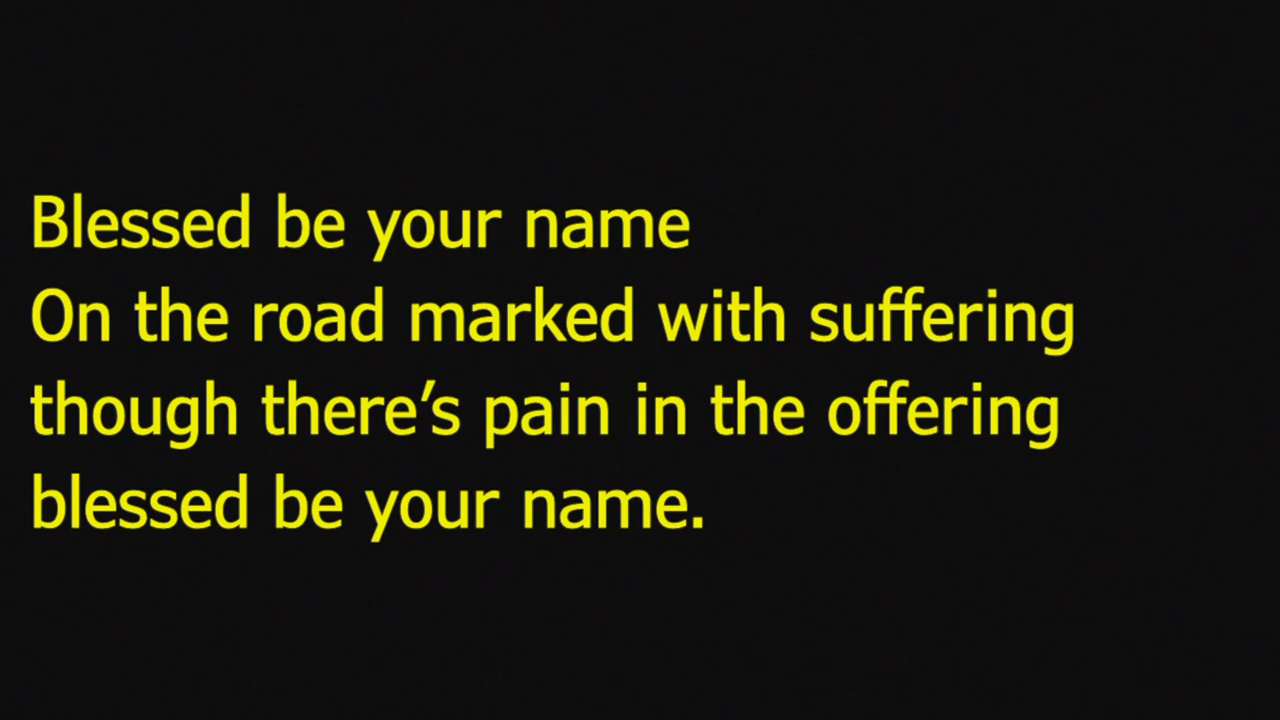 Blessed be your name
On the road marked with suffering
though there’s pain in the offering
blessed be your name.